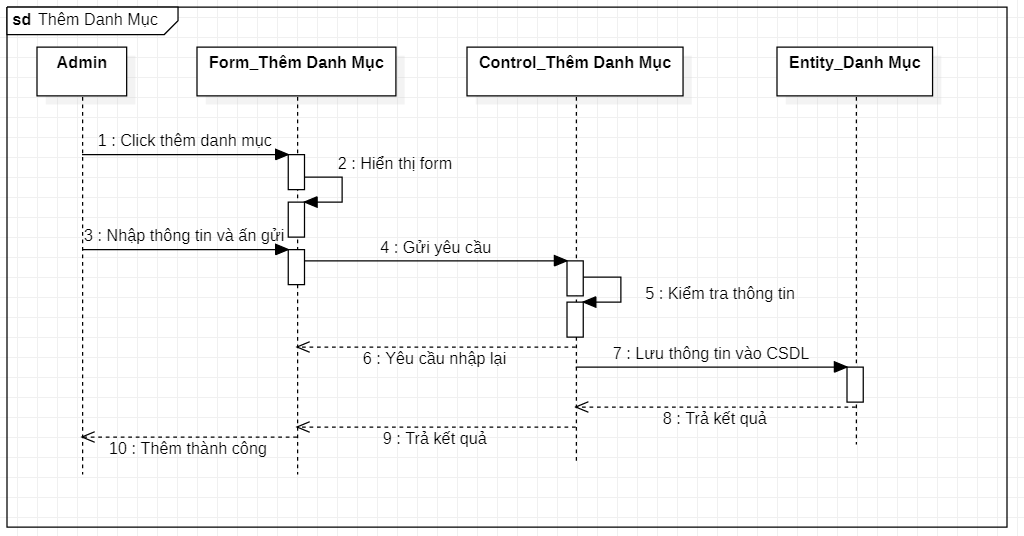 sd Thêm Danh Mục
Admin
Form_Thêm Danh Mục
Control_Thêm Danh Mục
Entity_Danh Mục
1 : Click thêm danh mục
2 : Hiển thị form
3 : Nhập thông tin và ấn gửi
4 : Gửi yêu cầu
5 : Kiểm tra thông tin
6 : Yêu cầu nhập lại
7 : Lưu thông tin vào CSDL
8 : Trả kết quả
9 : Trả kết quả
10 : Thêm thành công